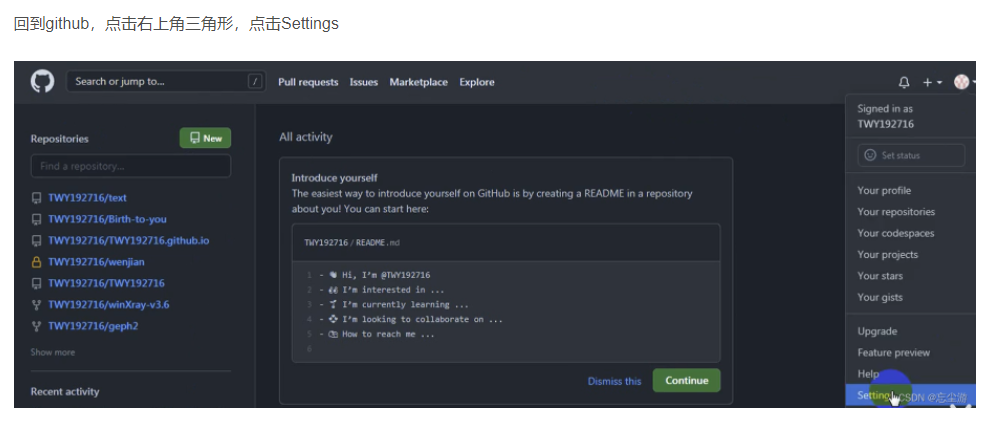 回到github，点击右上角三角形，点击Settings
Search or jump to... /
Pull requests Issues Marketplace Explore
Signed in as
TWY192716
Set status
Repositories
New
Find a repository...
TWY192716/text
TWY192716/Birth-to-you
TWY192716/TWY192716.github.io
TWY192716/wenjian
TWY192716/TWY192716
TWY192716/winXray-v3.6
TWY192716/geph2
Show more
Recent activity
All activity
Introduce yourself
The easiest way to introduce yourself on GitHub is by creating a README in a repository
about you! You can start here:
TWY192716 / README.md
1 - 👋 Hi, I'm @TWY192716
2 - 👀 I'm interested in ...
3 - 🌱 I'm currently learning ...
4 - 💞️ I'm looking to collaborate on ...
5 - 📫 How to reach me ...
6
Dismiss this
Continue
Your profile
Your repositories
Your codespaces
Your projects
Your stars
Your gists
Upgrade
Feature preview
Help
Settings
CSDN @忘尘游